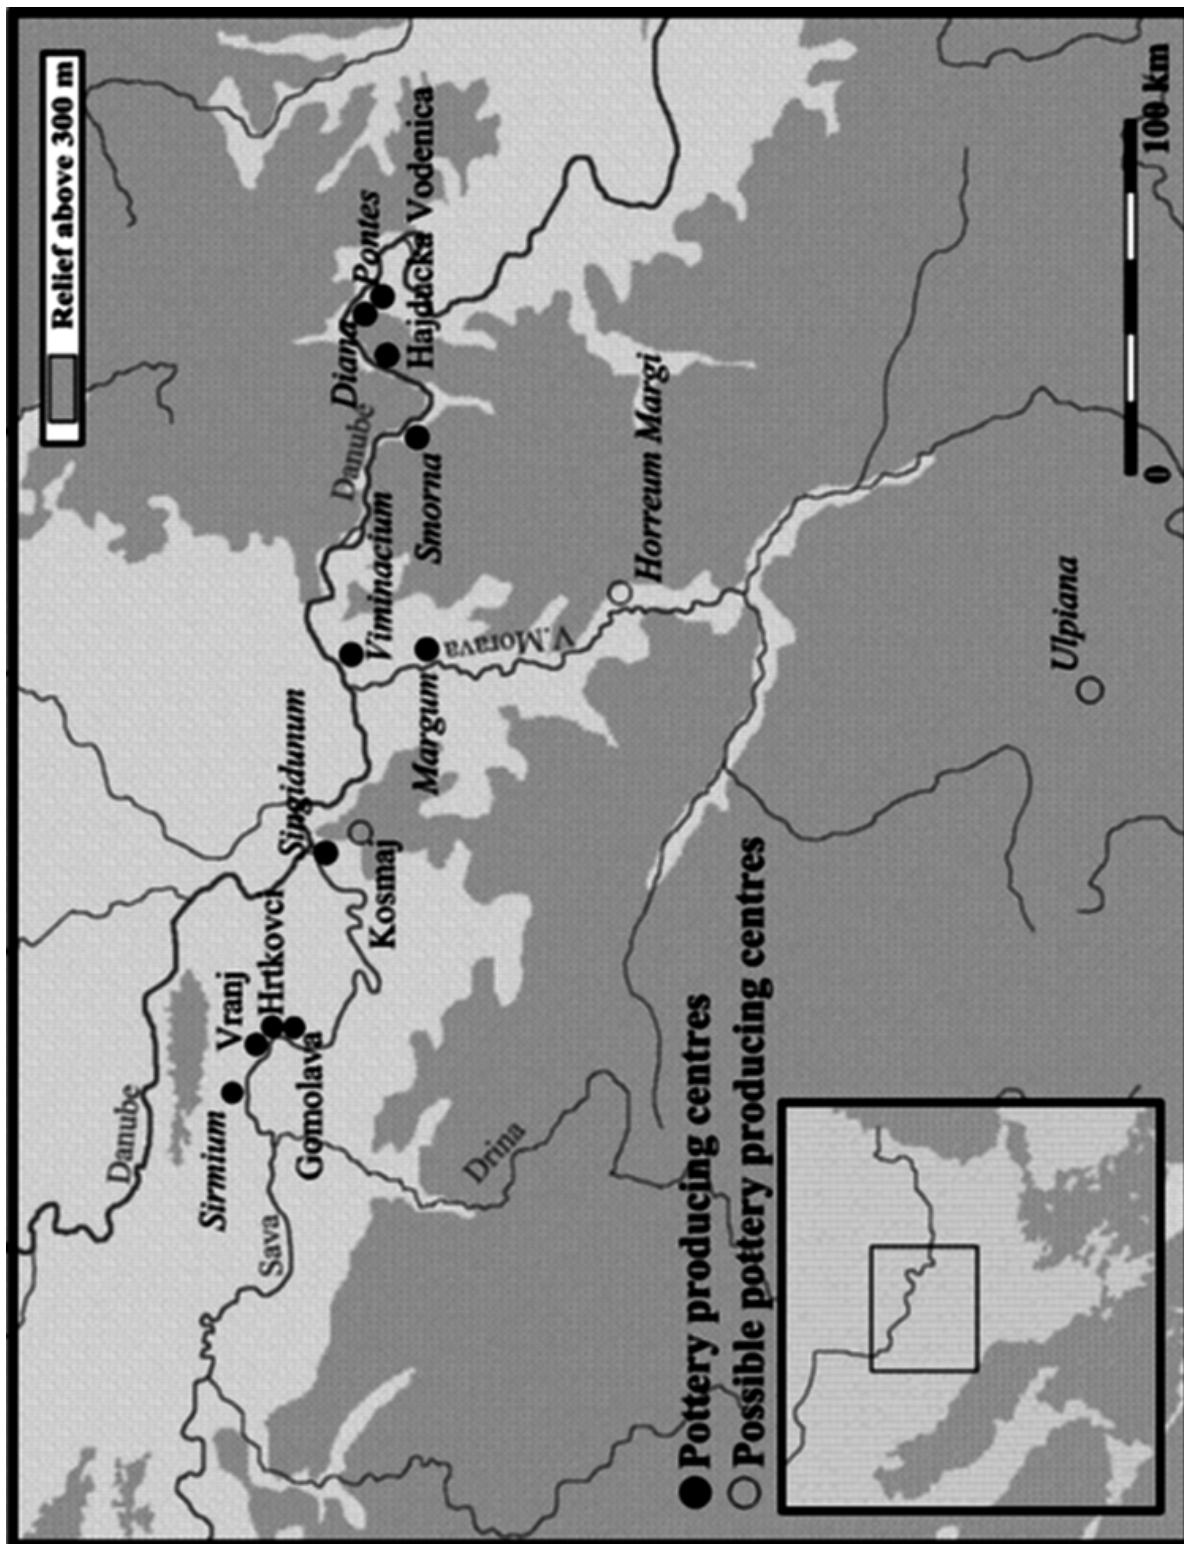 Relief above 300 m
Danube
Sirmium
Vranj
Hrtkovci
Gomolava
Sava
Drina
Singidunum
Kosmaj
Viminacium
Margum
V.Morava
Danube
Smorna
Diana
Pontes
Hajducka Vodenica
Horreum Margi
Ulpiana
0
100 km
Pottery producing centres
Possible pottery producing centres